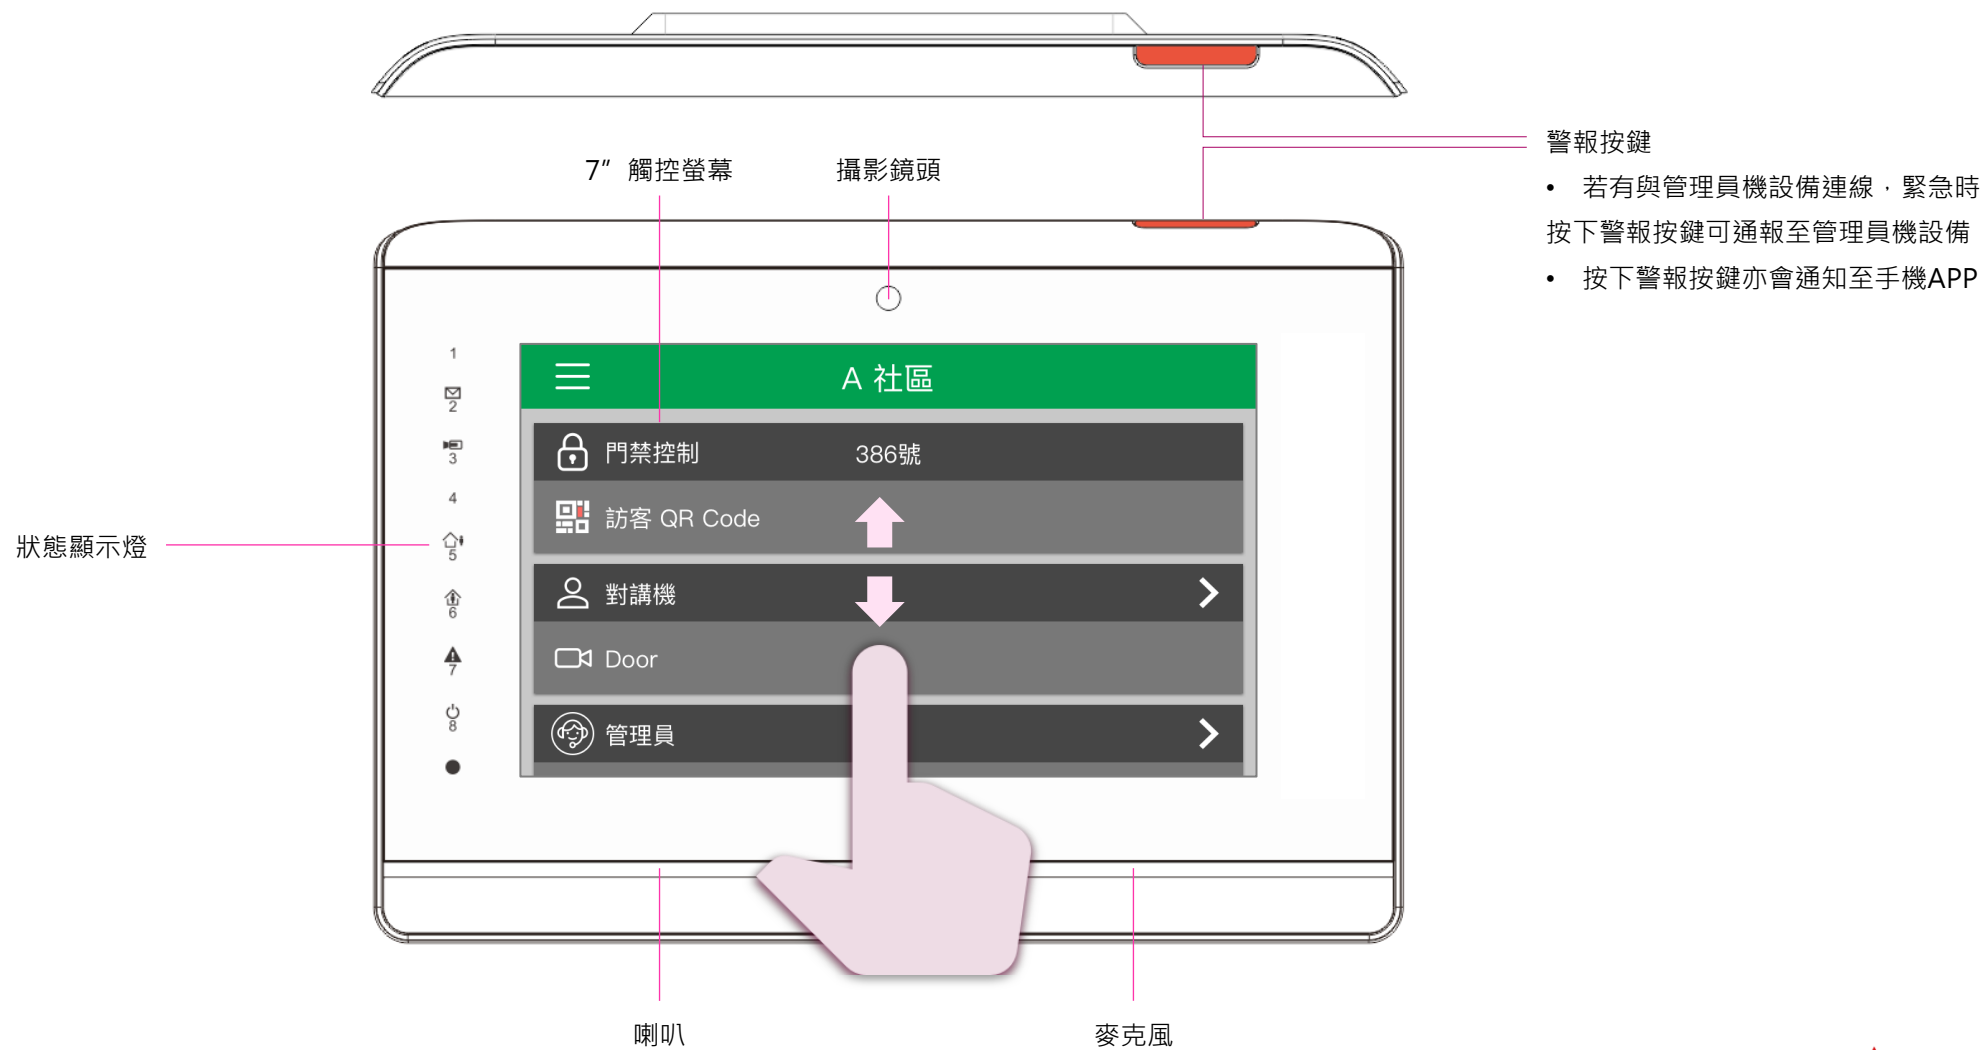 警報按鍵
• 若有與管理員機設備連線，緊急時
按下警報按鍵可通報至管理員機設備
• 按下警報按鍵亦會通知至手機APP
7” 觸控螢幕
攝影鏡頭
1
2
3
4
5
6
7
8
狀態顯示燈
A 社區
門禁控制 386號
訪客 QR Code
對講機
Door
管理員
喇叭
麥克風